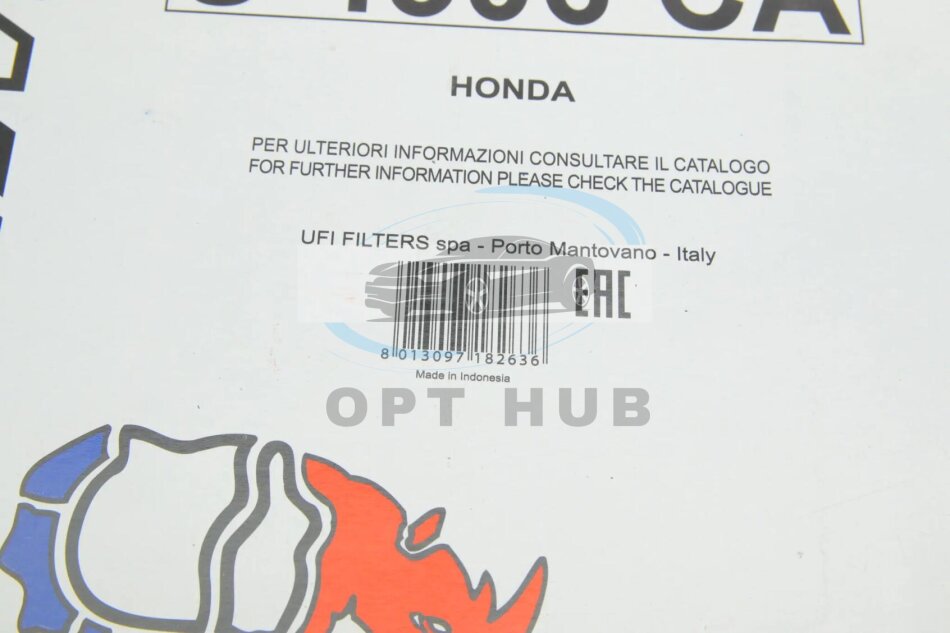 CA
HONDA
PER ULTERIORI INFORMAZIONI CONSULTARE IL CATALOGO
FOR FURTHER INFORMATION PLEASE CHECK THE CATALOGUE
UFI FILTERS spa - Porto Mantovano - Italy
EAC
8 013097 182636
Made in Indonesia
OPT HUB